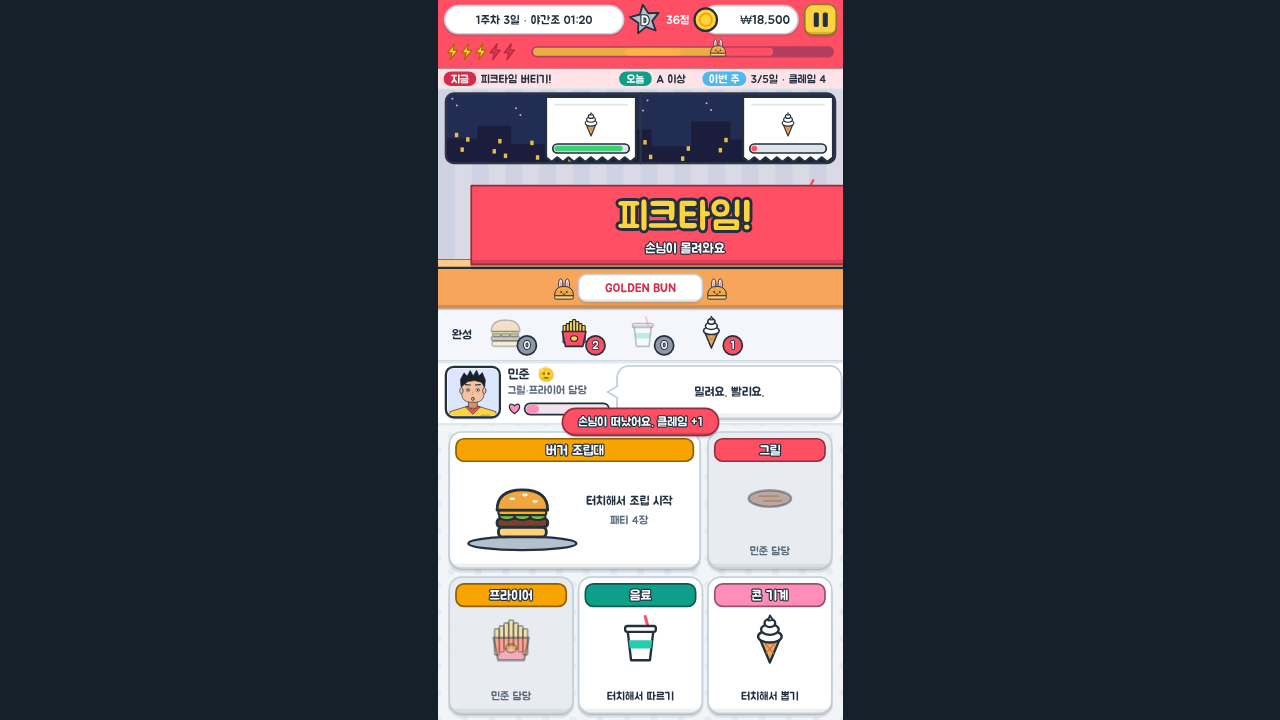 1주차 3일 · 야간조 01:20
D
36점
₩18,500
지금 피크타임 버티기!
오늘 A 이상
이번 주 3/5일 · 클레임 4
피크타임!
손님이 몰려와요
GOLDEN BUN
완성
0
2
0
1
민준
그릴·프라이어 담당
밀려요. 빨리요.
손님이 떠났어요. 클레임 +1
버거 조립대
터치해서 조립 시작
패티 4장
그릴
민준 담당
프라이어
민준 담당
음료
터치해서 따르기
콘 기계
터치해서 뽑기